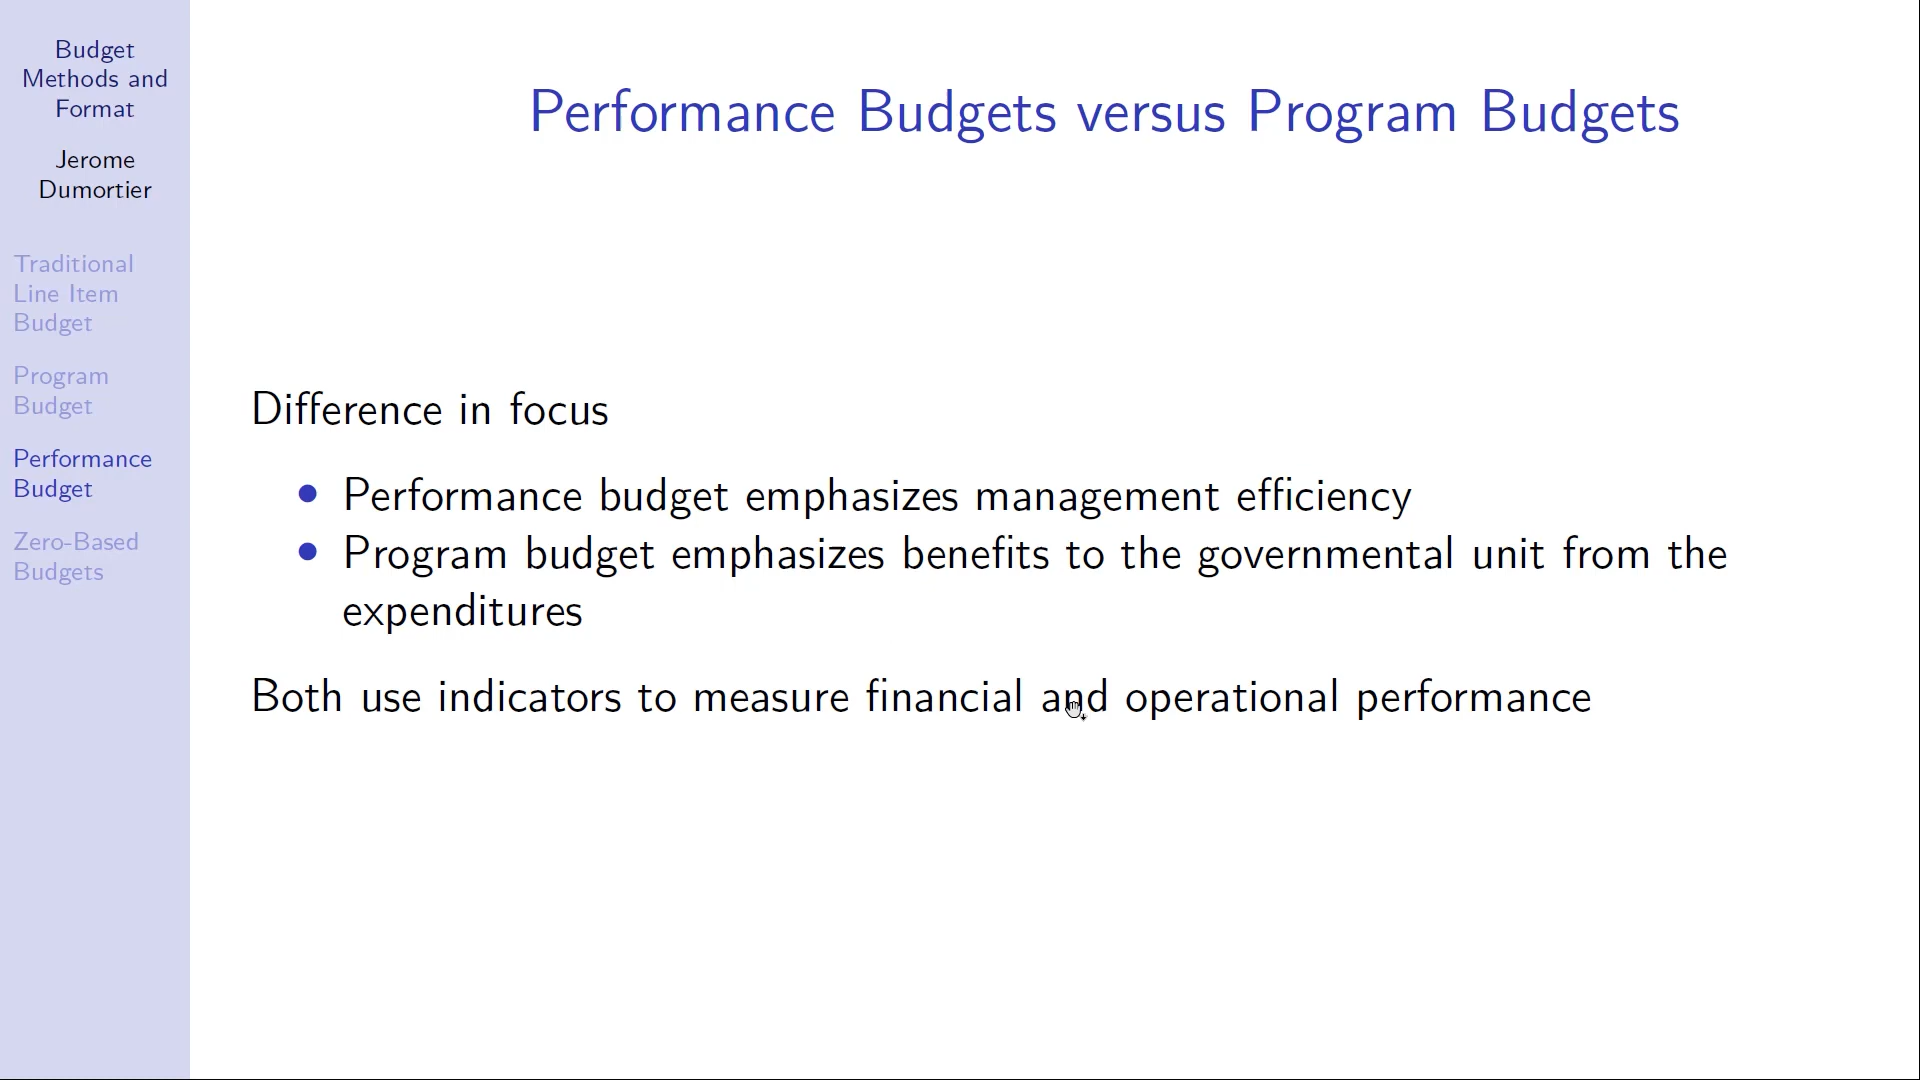 Budget
Methods and
Format
Jerome
Dumortier
Traditional
Line Item
Budget
Program
Budget
Performance
Budget
Zero-Based
Budgets
Performance Budgets versus Program Budgets
Difference in focus
• Performance budget emphasizes management efficiency
• Program budget emphasizes benefits to the governmental unit from the
expenditures
Both use indicators to measure financial and operational performance